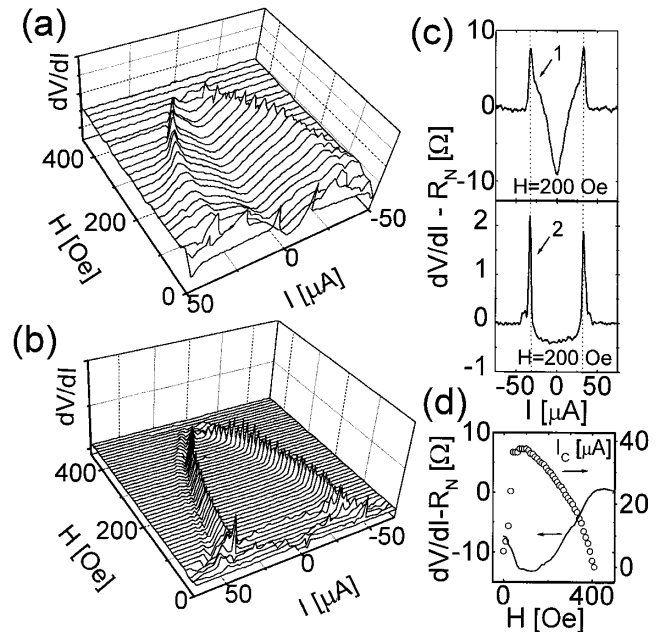 (a)
dV/dI
400
200
0
H [Oe]
50
0
-50
I [μA]
(b)
dV/dI
400
200
0
H [Oe]
50
0
-50
I [μA]
(c)
10
0
-10
1
H=200 Oe
dV/dI - R_N [Ω]
2
1
0
-1
2
H=200 Oe
-50
0
50
I [μA]
(d)
10
0
-10
dV/dI-R_N [Ω]
I_C [μA]
40
20
0
0
400
H [Oe]